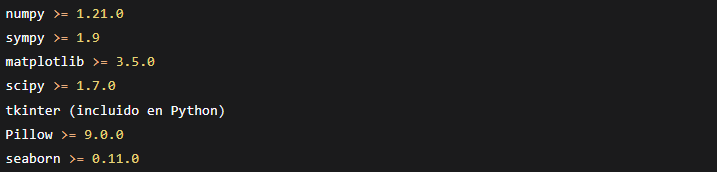 numpy >= 1.21.0
sympy >= 1.9
matplotlib >= 3.5.0
scipy >= 1.7.0
tkinter (incluido en Python)
Pillow >= 9.0.0
seaborn >= 0.11.0